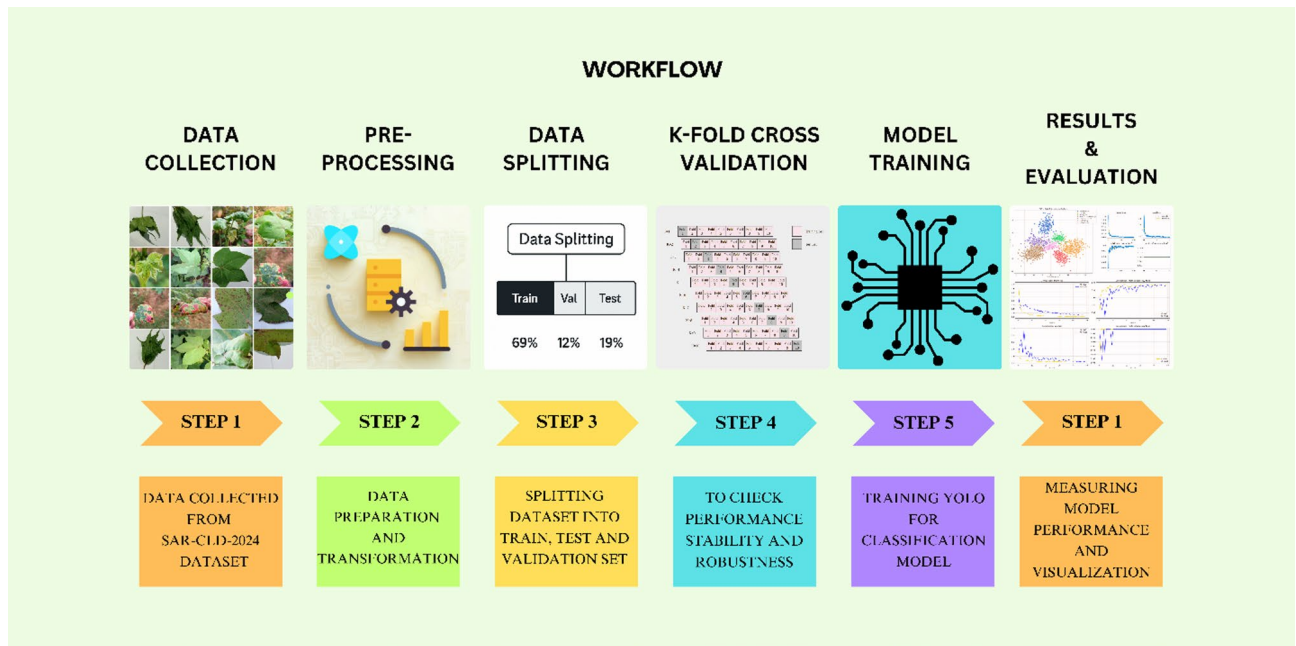 WORKFLOW
DATA
COLLECTION
PRE-
PROCESSING
DATA
SPLITTING
K-FOLD CROSS
VALIDATION
MODEL
TRAINING
RESULTS
&
EVALUATION
Data Splitting
Train Val Test
69% 12% 19%
STEP 1
STEP 2
STEP 3
STEP 4
STEP 5
STEP 1
DATA COLLECTED
FROM
SAR-CLD-2024
DATASET
DATA
PREPARATION
AND
TRANSFORMATION
SPLITTING
DATASET INTO
TRAIN, TEST AND
VALIDATION SET
TO CHECK
PERFORMANCE
STABILITY AND
ROBUSTNESS
TRAINING YOLO
FOR
CLASSIFICATION
MODEL
MEASURING
MODEL
PERFORMANCE
AND
VISUALIZATION